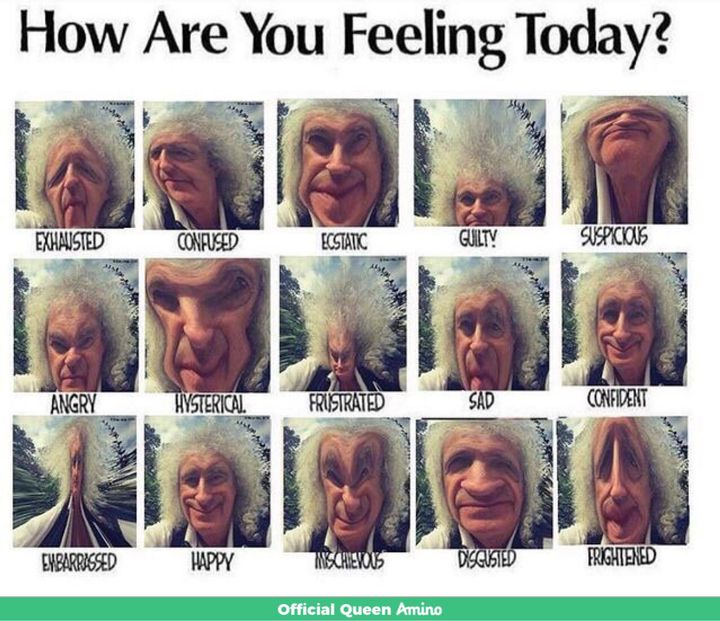 How Are You Feeling Today?
EXHAUSTED CONFUSED ECSTATIC GUILTY SUSPICIOUS
ANGRY HYSTERICAL FRUSTRATED SAD CONFIDENT
EMBARRASSED HAPPY MISCHIEVOUS DISGUSTED FRIGHTENED
Official Queen Amino